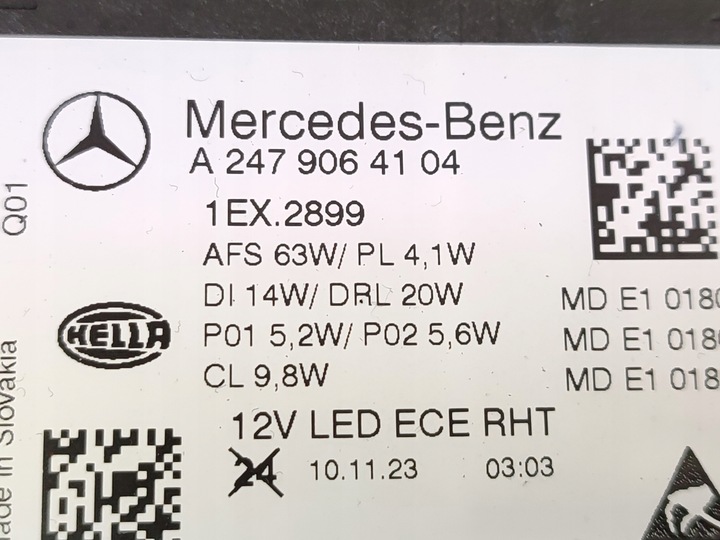 Mercedes-Benz
A 247 906 41 04
1EX.2899
AFS 63W/ PL 4,1W
DI 14W/ DRL 20W
P01 5,2W/ P02 5,6W
CL 9,8W
MD E1 0180
MD E1 018
MD E1 018
HELLA
12V LED ECE RHT
24 10.11.23 03:03
Q01
made in Slovakia